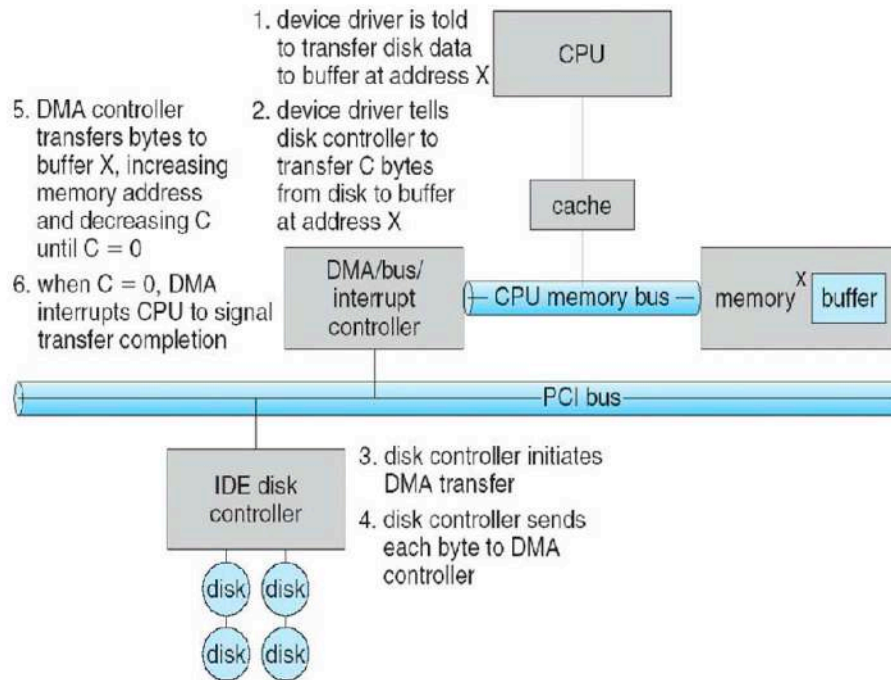 1. device driver is told
to transfer disk data
to buffer at address X
CPU
5. DMA controller
transfers bytes to
buffer X, increasing
memory address
and decreasing C
until C = 0
2. device driver tells
disk controller to
transfer C bytes
from disk to buffer
at address X
cache
6. when C = 0, DMA
interrupts CPU to signal
transfer completion
DMA/bus/
interrupt
controller
CPU memory bus
memory
X
buffer
PCI bus
IDE disk
controller
3. disk controller initiates
DMA transfer
4. disk controller sends
each byte to DMA
controller
disk
disk
disk
disk